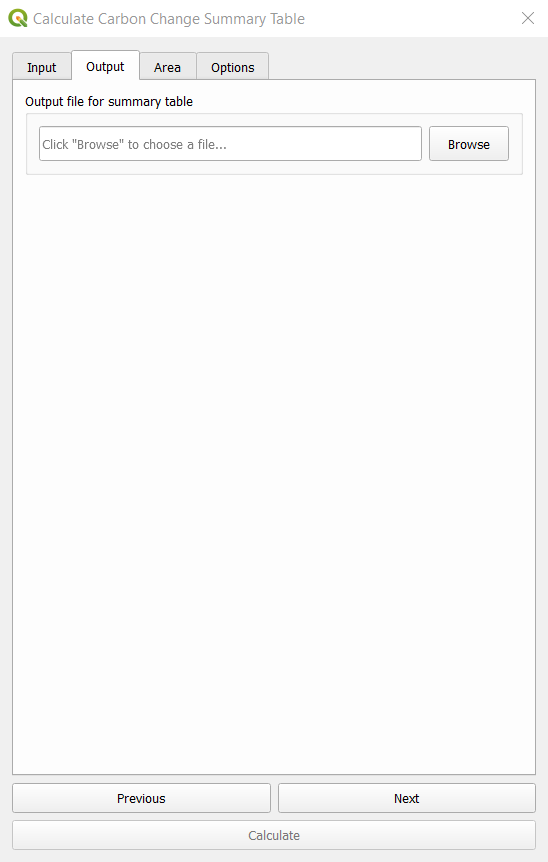 Calculate Carbon Change Summary Table
Input Output Area Options
Output file for summary table
Click "Browse" to choose a file... Browse
Previous Next
Calculate